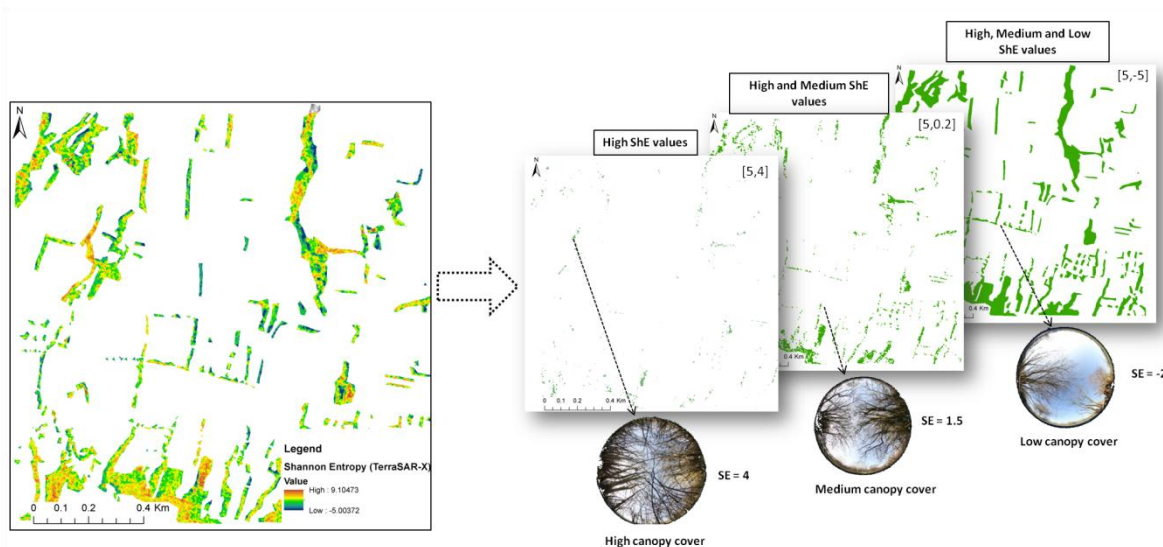 N
Legend
Shannon Entropy (TerraSAR-X)
Value
High : 9.10473
Low : -5.00372
0 0.1 0.2 0.4 Km
High ShE values
N
[5,4]
0 0.1 0.2 0.4 Km
High and Medium ShE
values
N
[5,0.2]
0.4 Km
High, Medium and Low
ShE values
N
[5,-5]
0.4 Km
SE = 4
High canopy cover
SE = 1.5
Medium canopy cover
SE = -2
Low canopy cover